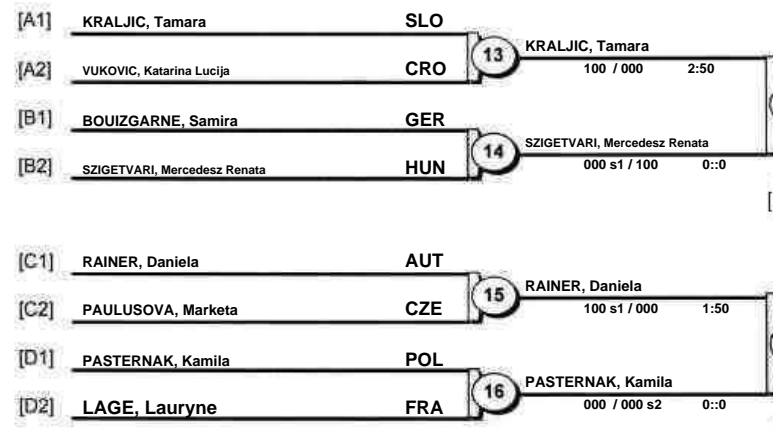 [A1] KRALJIC, Tamara SLO
13 KRALJIC, Tamara
[A2] VUKOVIC, Katarina Lucija CRO
100 / 000 2:50
[B1] BOUIZGARNE, Samira GER
14 SZIGETVARI, Mercedesz Renata
[B2] SZIGETVARI, Mercedesz Renata HUN
000 s1 / 100 0::0
[C1] RAINER, Daniela AUT
15 RAINER, Daniela
[C2] PAULUSOVA, Marketa CZE
100 s1 / 000 1:50
[D1] PASTERNAK, Kamila POL
16 PASTERNAK, Kamila
[D2] LAGE, Lauryne FRA
000 / 000 s2 0::0